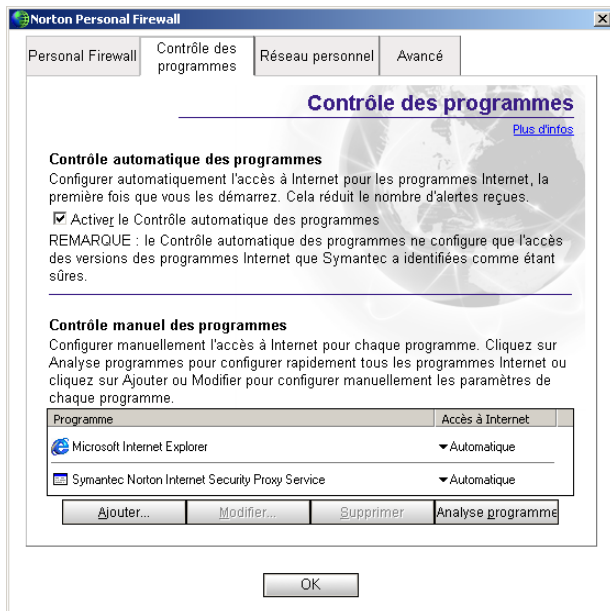 Norton Personal Firewall
Personal Firewall
Contrôle des
programmes
Réseau personnel
Avancé
Contrôle des programmes
Plus d'infos
Contrôle automatique des programmes
Configurer automatiquement l'accès à Internet pour les programmes Internet, la
première fois que vous les démarrez. Cela réduit le nombre d'alertes reçues.
Activer le Contrôle automatique des programmes
REMARQUE : le Contrôle automatique des programmes ne configure que l'accès
des versions des programmes Internet que Symantec a identifiées comme étant
sûres.
Contrôle manuel des programmes
Configurer manuellement l'accès à Internet pour chaque programme. Cliquez sur
Analyse programmes pour configurer rapidement tous les programmes Internet ou
cliquez sur Ajouter ou Modifier pour configurer manuellement les paramètres de
chaque programme.
Programme Accès à Internet
Microsoft Internet Explorer Automatique
Symantec Norton Internet Security Proxy Service Automatique
Ajouter... Modifier... Supprimer Analyse programme
OK